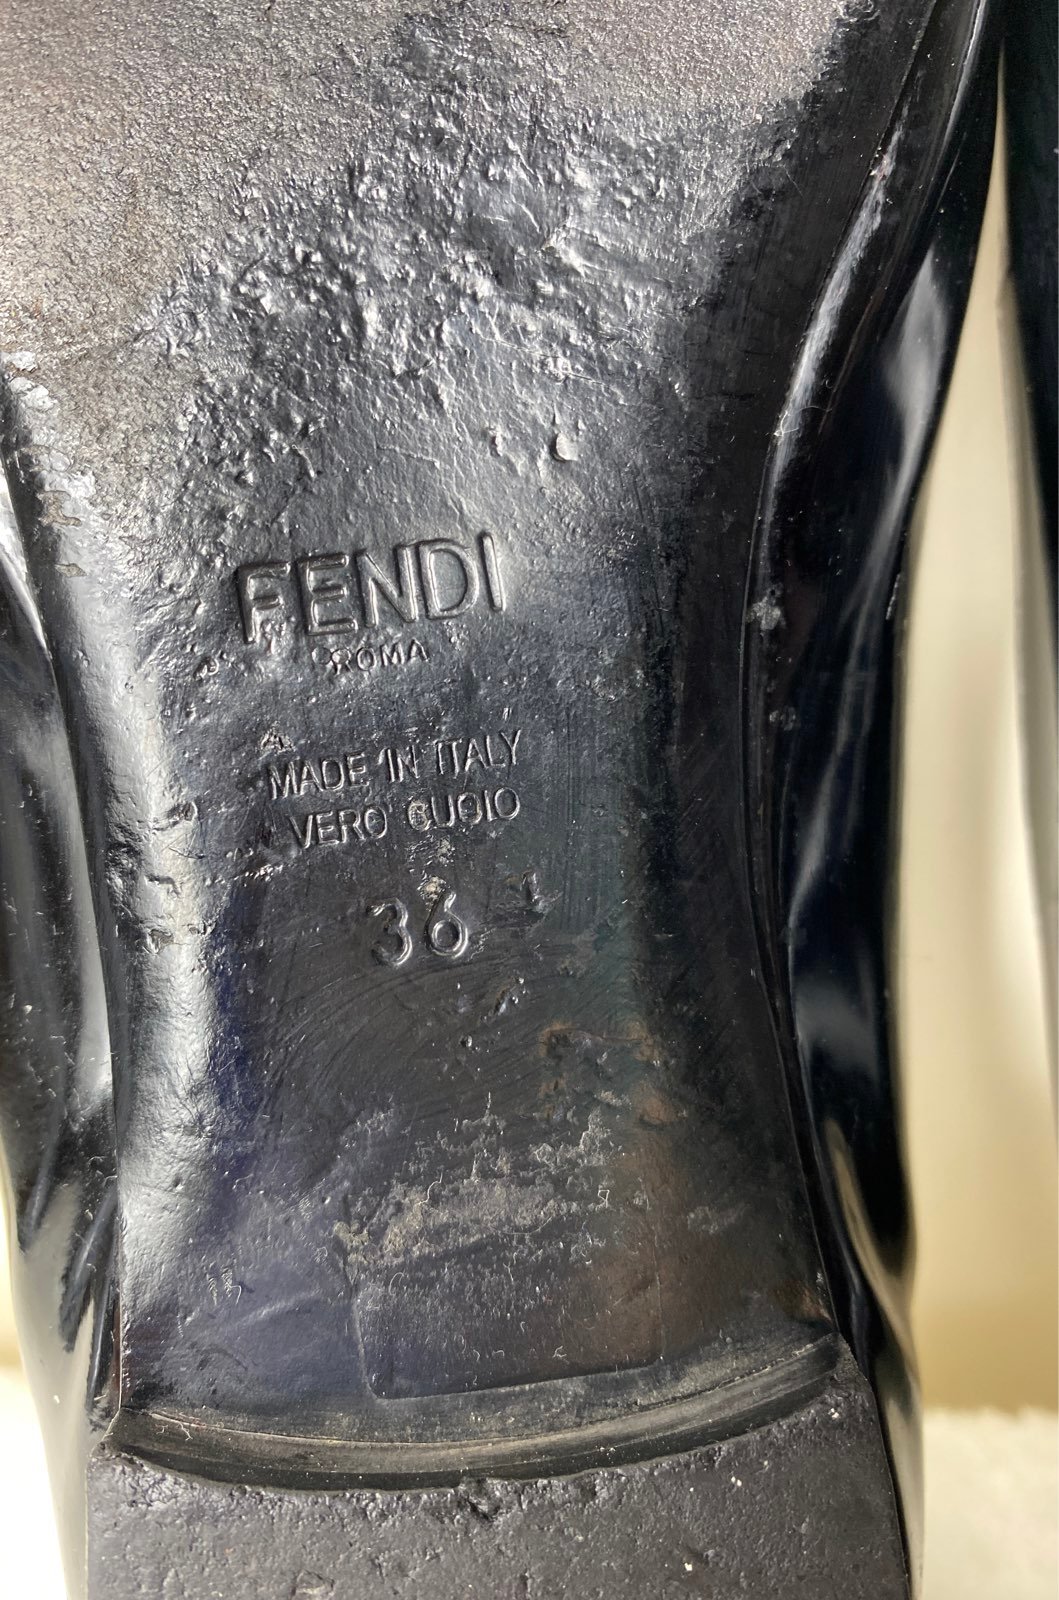 FENDI
ROMA
MADE IN ITALY
VERO CUOIO
36